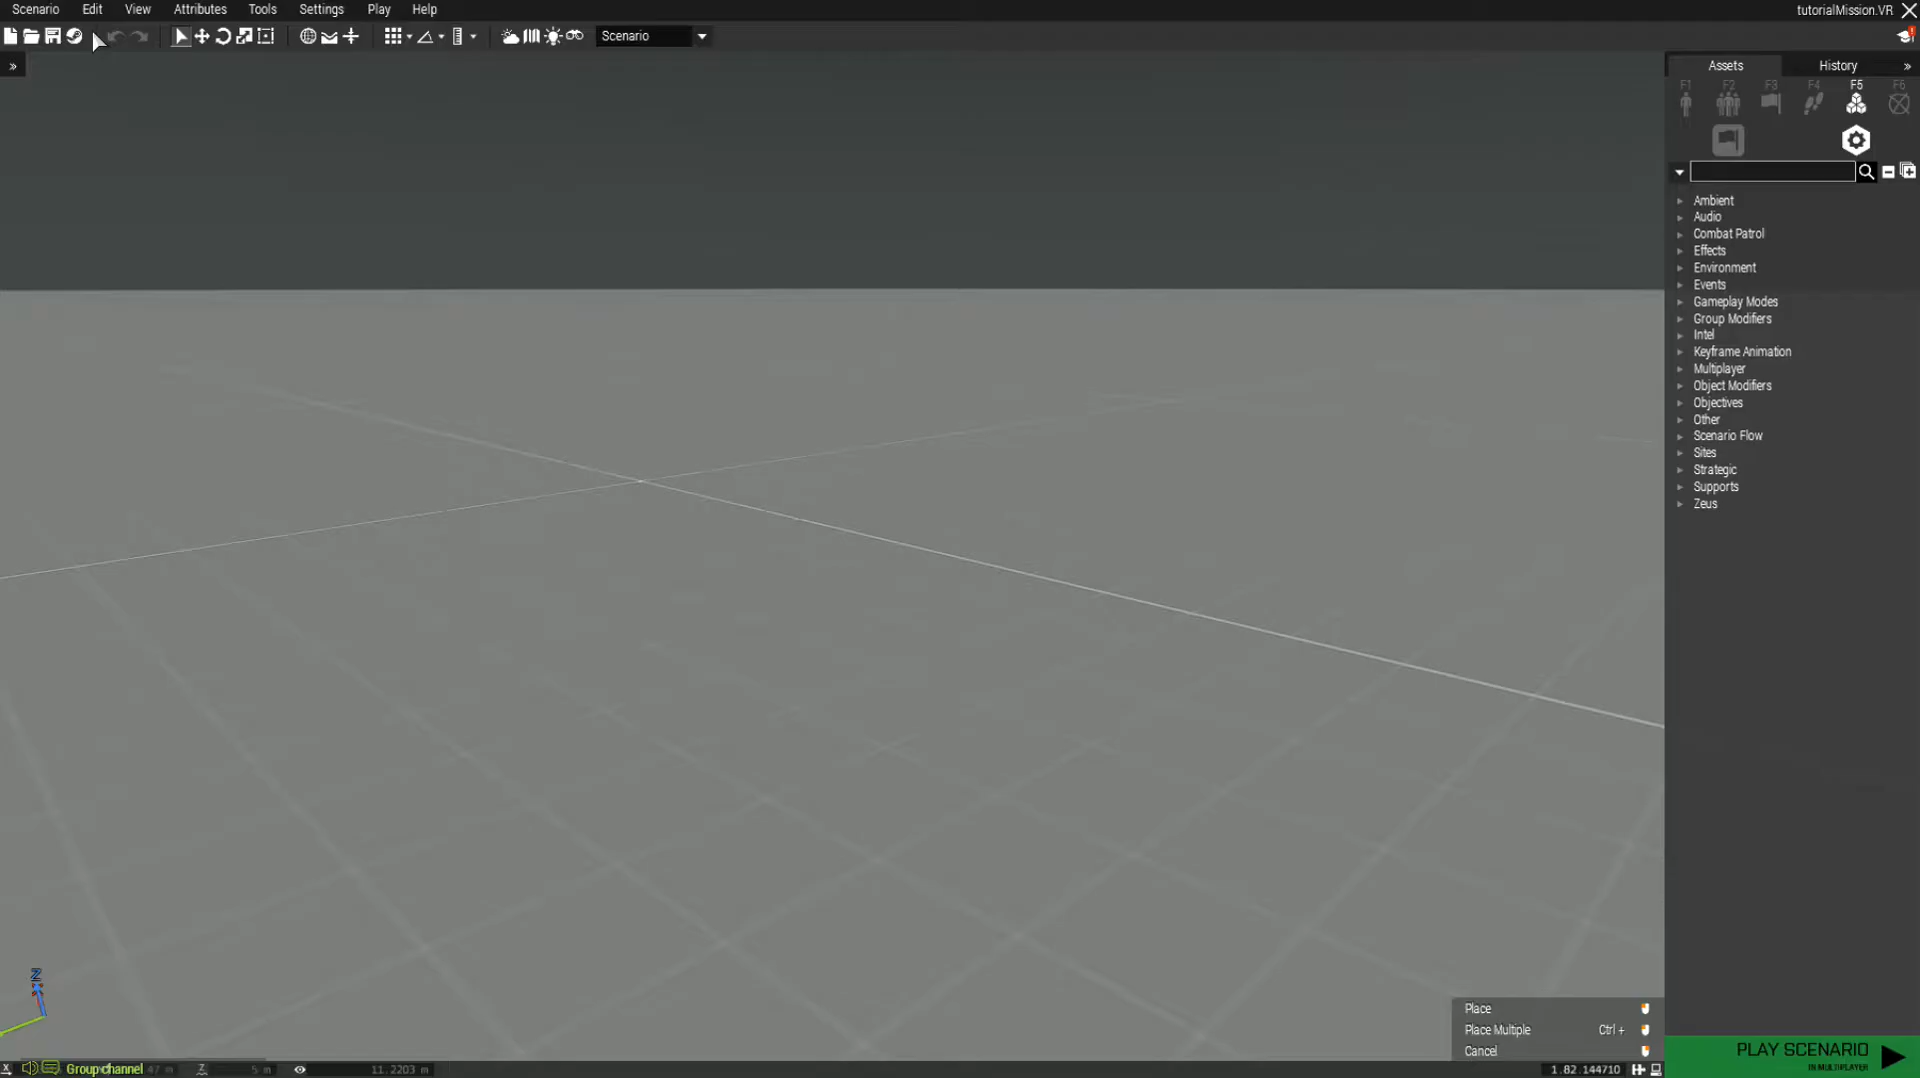 Scenario Edit View Attributes Tools Settings Play Help tutorialMission.VR
Scenario
Assets History
F1 F2 F3 F4 F5 F6
Ambient
Audio
Combat Patrol
Effects
Environment
Events
Gameplay Modes
Group Modifiers
Intel
Keyframe Animation
Multiplayer
Object Modifiers
Objectives
Other
Scenario Flow
Sites
Strategic
Supports
Zeus
Z
Place
Place Multiple Ctrl +
Cancel
PLAY SCENARIO
IN MULTIPLAYER
X Group channel 47 m Z 5 m 11.2203 m 1.82.144710